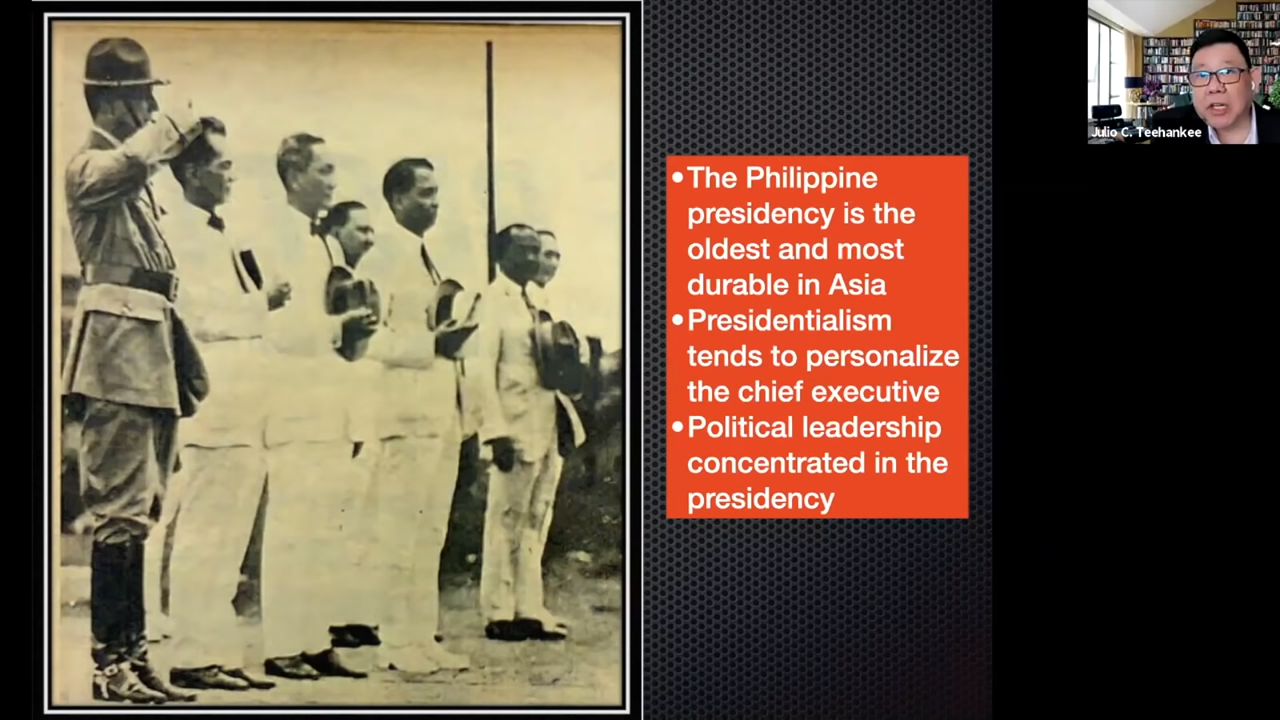 •The Philippine
presidency is the
oldest and most
durable in Asia
•Presidentialism
tends to personalize
the chief executive
•Political leadership
concentrated in the
presidency
Julio C. Teehankee